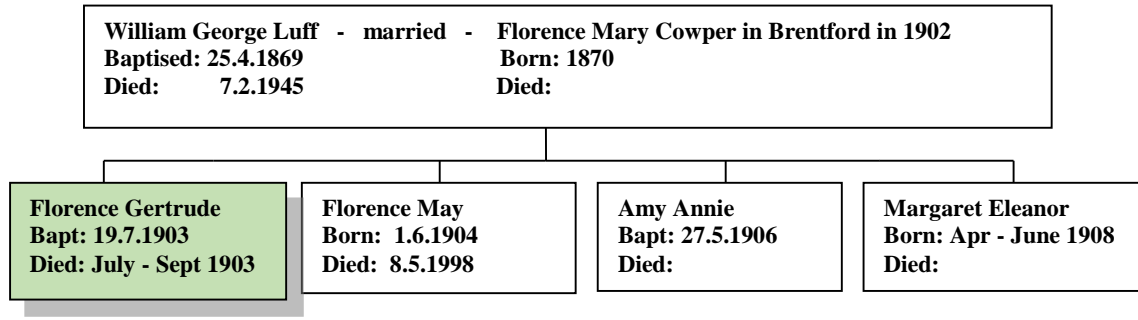 William George Luff - married - Florence Mary Cowper in Brentford in 1902
Baptised: 25.4.1869 Born: 1870
Died: 7.2.1945 Died:
Florence Gertrude
Bapt: 19.7.1903
Died: July - Sept 1903
Florence May
Born: 1.6.1904
Died: 8.5.1998
Amy Annie
Bapt: 27.5.1906
Died:
Margaret Eleanor
Born: Apr - June 1908
Died: